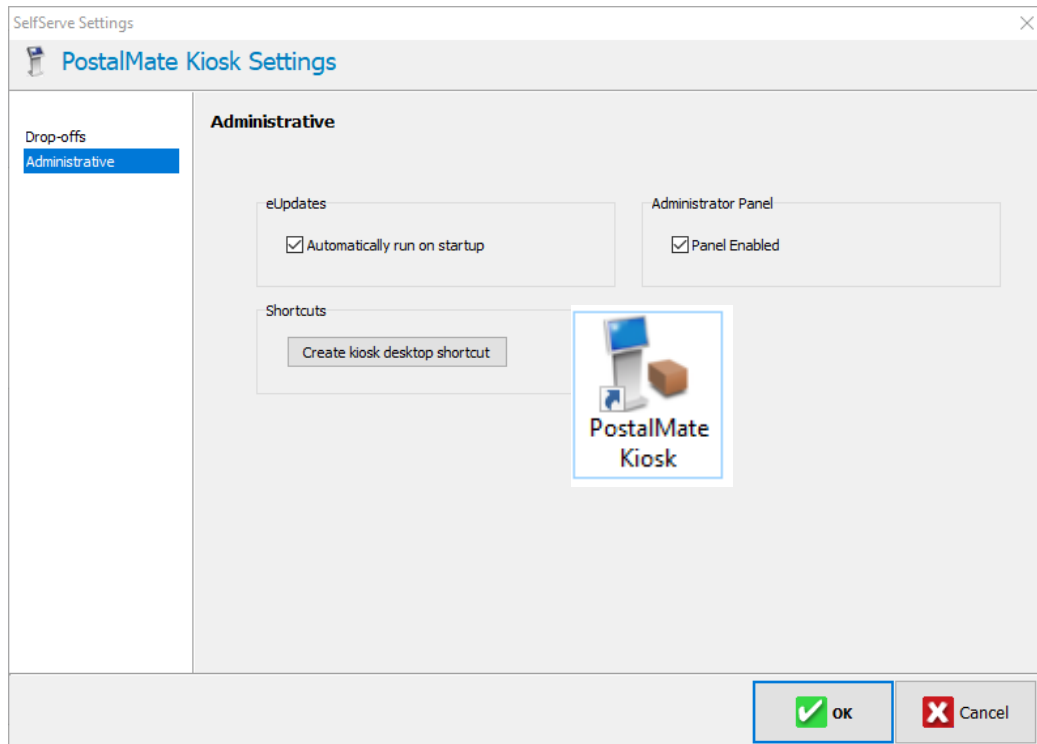 SelfServe Settings
PostalMate Kiosk Settings
Drop-offs
Administrative
Administrative
eUpdates
Automatically run on startup
Administrator Panel
Panel Enabled
Shortcuts
Create kiosk desktop shortcut
PostalMate
Kiosk
OK
Cancel